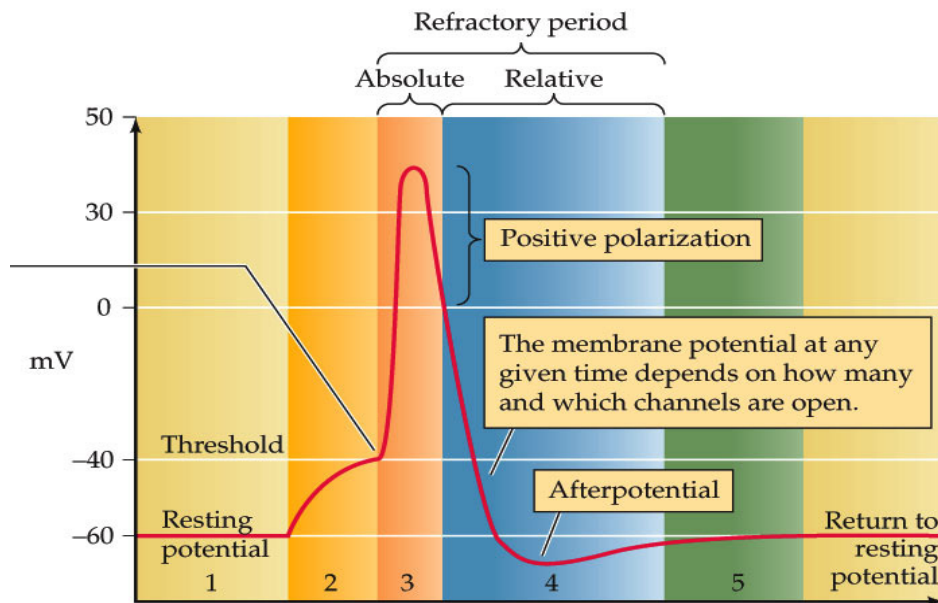 Refractory period
Absolute
Relative
50
30
Positive polarization
0
mV
The membrane potential at any
given time depends on how many
and which channels are open.
Threshold
–40
Afterpotential
Resting
potential
–60
Return to
resting
potential
1
2
3
4
5